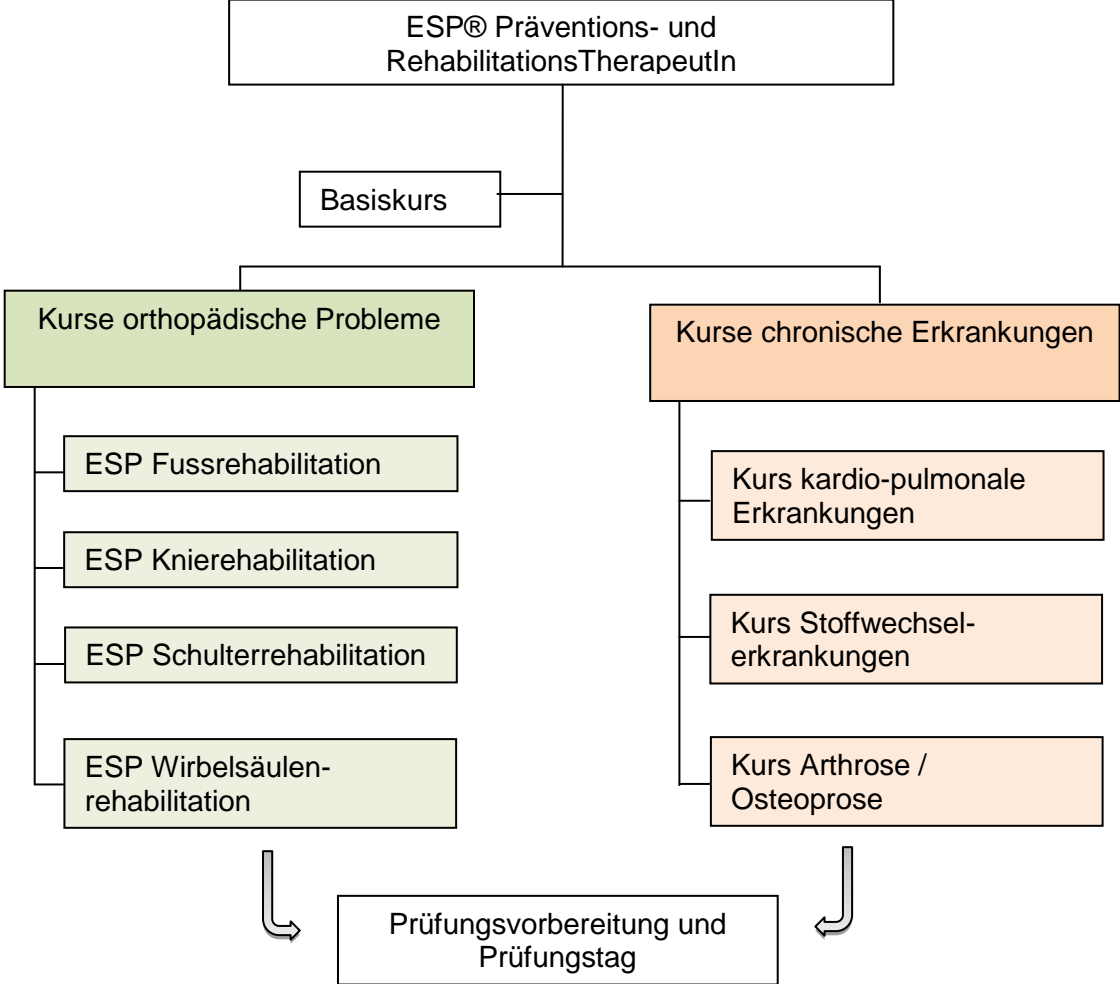 ESP® Präventions- und
RehabilitationsTherapeutIn
Basiskurs
Kurse orthopädische Probleme
ESP Fussrehabilitation
ESP Knierehabilitation
ESP Schulterrehabilitation
ESP Wirbelsäulen-
rehabilitation
Kurse chronische Erkrankungen
Kurs kardio-pulmonale
Erkrankungen
Kurs Stoffwechsel-
erkrankungen
Kurs Arthrose /
Osteoprose
Prüfungsvorbereitung und
Prüfungstag